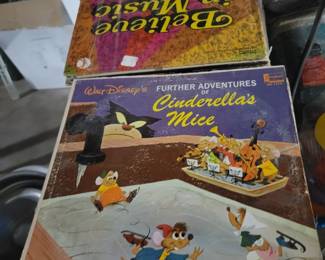 Believe
in Music
Walt Disney's
FURTHER ADVENTURES
OF
Cinderella's
Mice